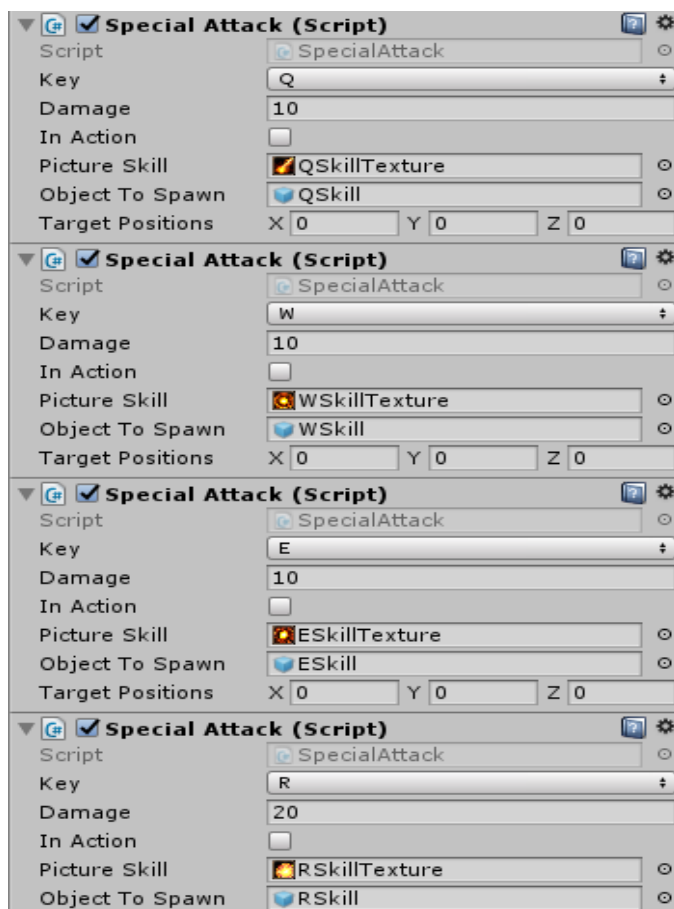 Special Attack (Script)
Script SpecialAttack
Key Q
Damage 10
In Action
Picture Skill QSkillTexture
Object To Spawn QSkill
Target Positions X 0 Y 0 Z 0
Special Attack (Script)
Script SpecialAttack
Key W
Damage 10
In Action
Picture Skill WSkillTexture
Object To Spawn WSkill
Target Positions X 0 Y 0 Z 0
Special Attack (Script)
Script SpecialAttack
Key E
Damage 10
In Action
Picture Skill ESkillTexture
Object To Spawn ESkill
Target Positions X 0 Y 0 Z 0
Special Attack (Script)
Script SpecialAttack
Key R
Damage 20
In Action
Picture Skill RSkillTexture
Object To Spawn RSkill